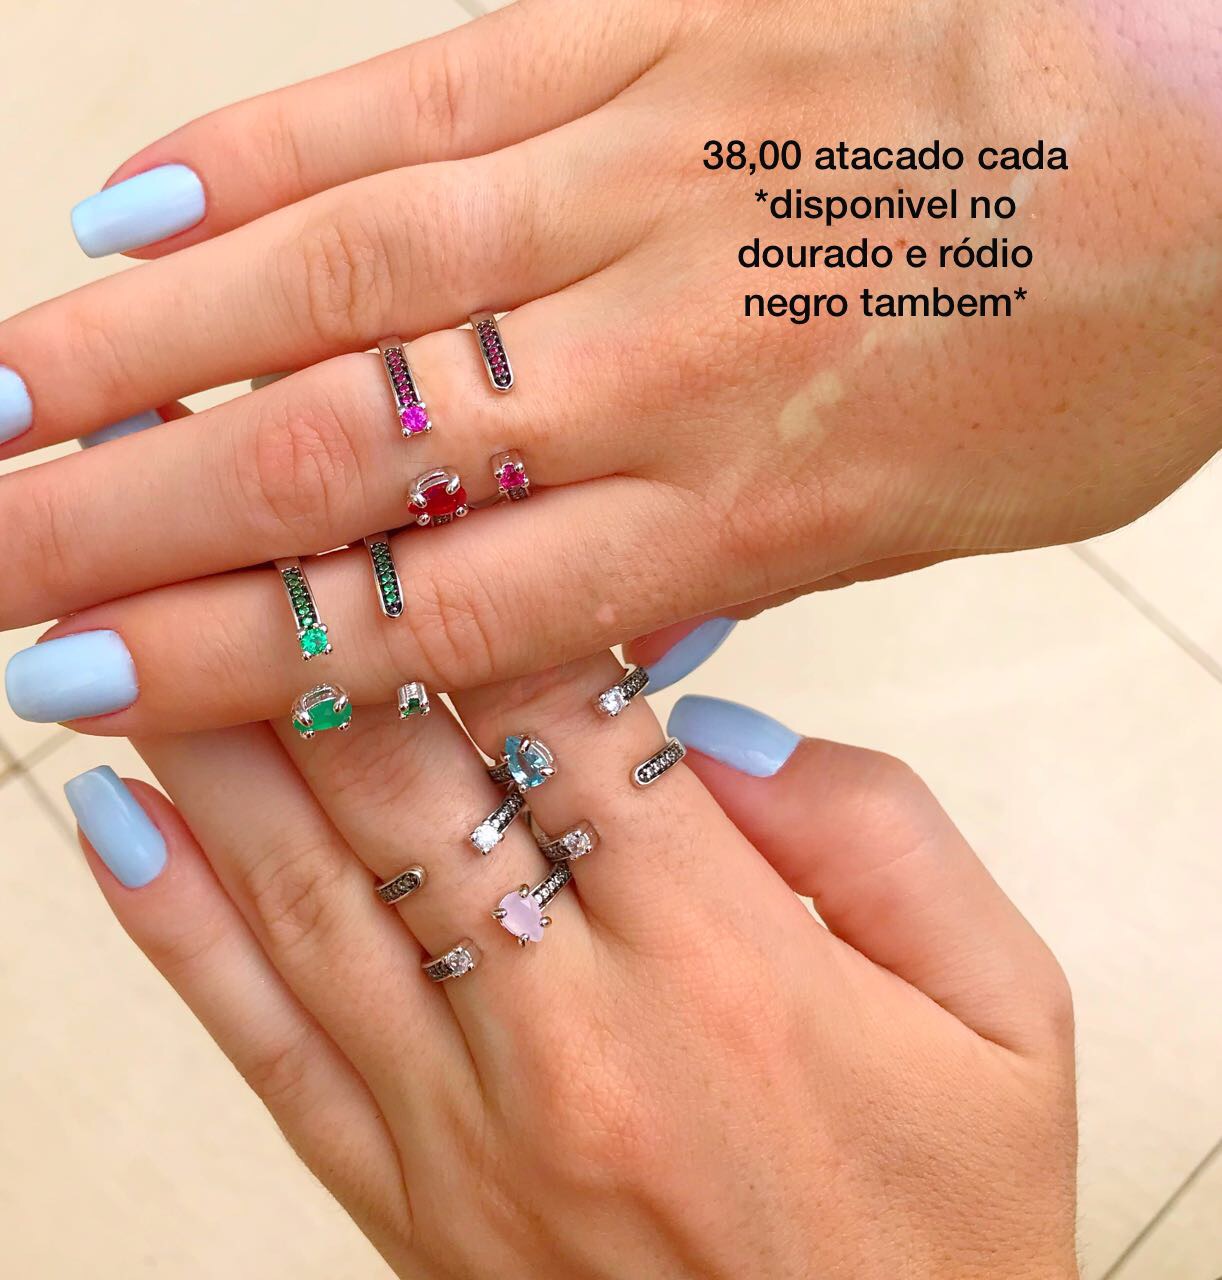 38,00 atacado cada
*disponivel no
dourado e ródio
negro tambem*